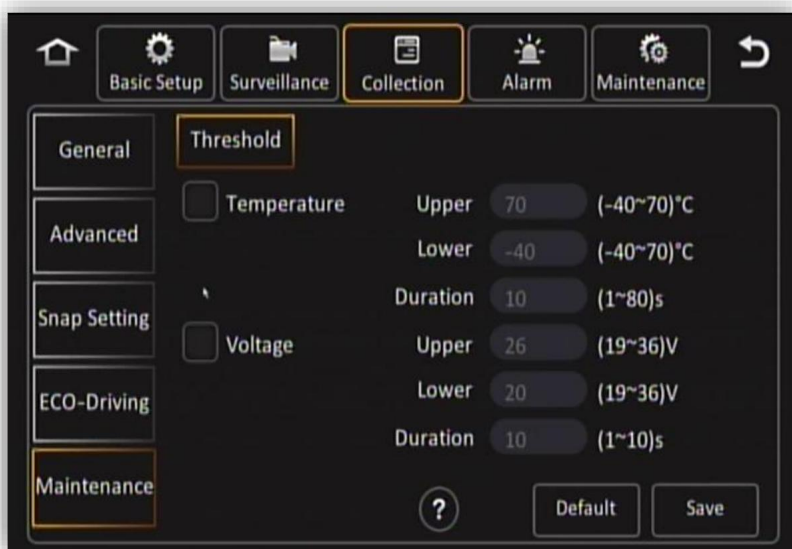 Basic Setup Surveillance Collection Alarm Maintenance
General
Advanced
Snap Setting
ECO-Driving
Maintenance
Threshold
Temperature Upper 70 (-40~70)°C
Lower -40 (-40~70)°C
Duration 10 (1~80)s
Voltage Upper 26 (19~36)V
Lower 20 (19~36)V
Duration 10 (1~10)s
? Default Save